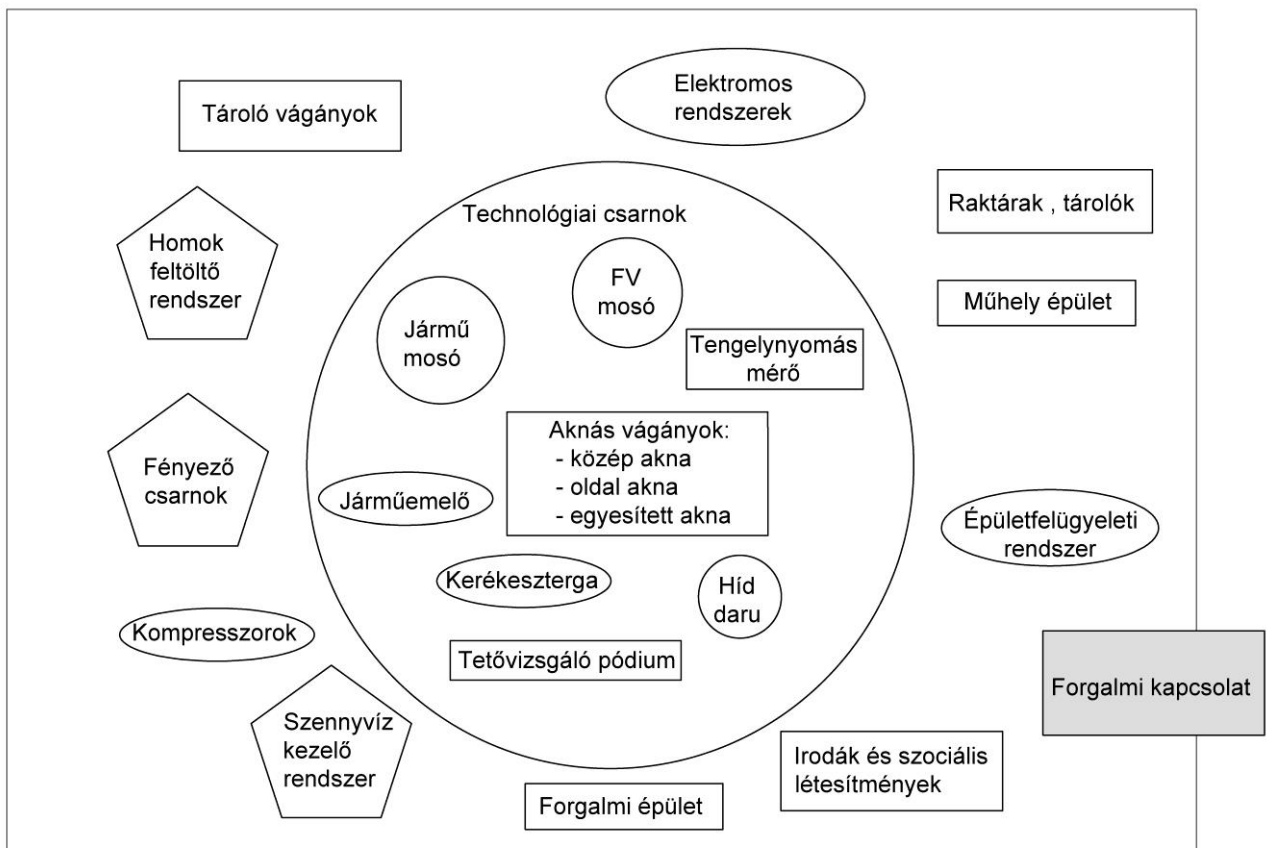 Elektromos
rendszerek
Tároló vágányok
Raktárak , tárolók
Technológiai csarnok
Homok
feltöltő
rendszer
FV
mosó
Műhely épület
Jármű
mosó
Tengelynyomás
mérő
Aknás vágányok:
- közép akna
- oldal akna
- egyesített akna
Fényező
csarnok
Járműemelő
Épületfelügyeleti
rendszer
Kerékeszterga
Híd
daru
Kompresszorok
Tetővizsgáló pódium
Forgalmi kapcsolat
Szennyvíz
kezelő
rendszer
Irodák és szociális
létesítmények
Forgalmi épület